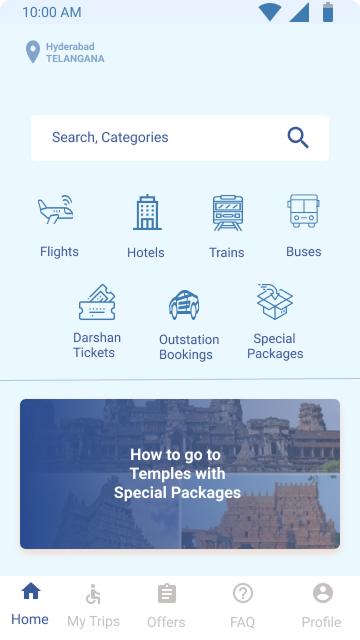 10:00 AM
Hyderabad
TELANGANA
Search, Categories
Flights
Hotels
Trains
Buses
Darshan
Tickets
Outstation
Bookings
Special
Packages
How to go to
Temples with
Special Packages
Home
My Trips
Offers
FAQ
Profile